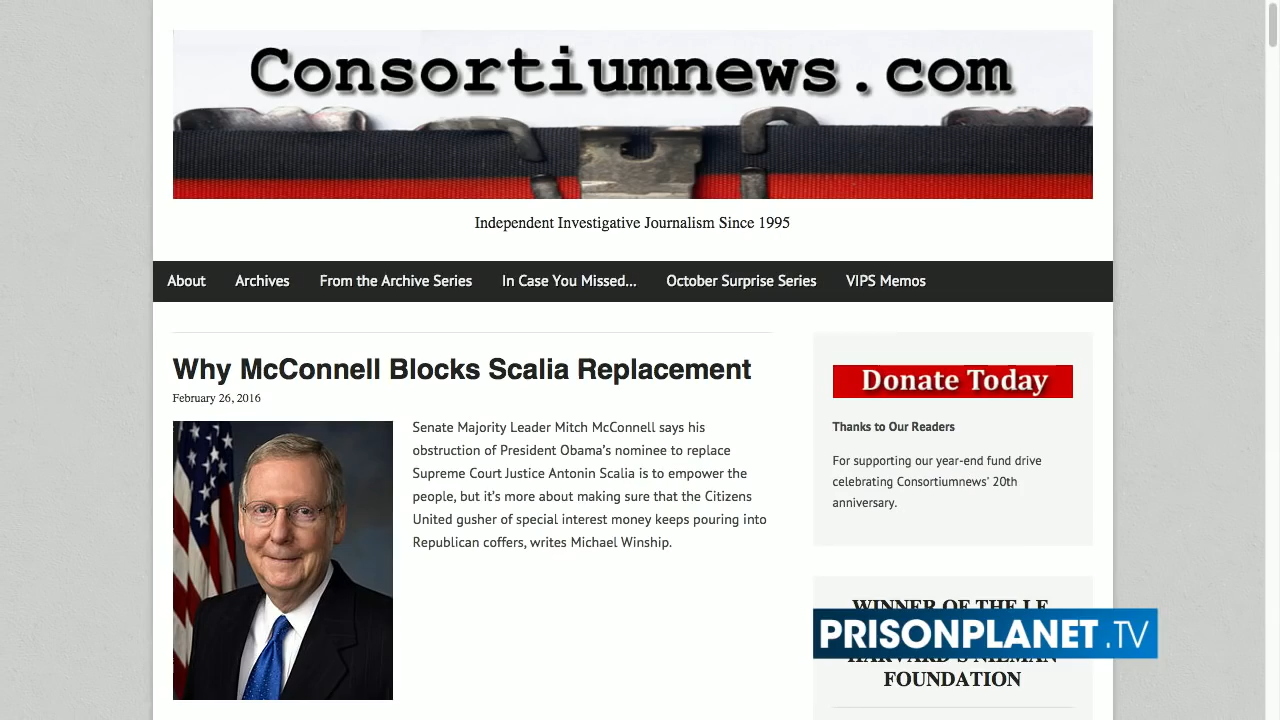 Consortiumnews.com
Independent Investigative Journalism Since 1995
About Archives From the Archive Series In Case You Missed... October Surprise Series VIPS Memos
Why McConnell Blocks Scalia Replacement
February 26, 2016
Senate Majority Leader Mitch McConnell says his
obstruction of President Obama's nominee to replace
Supreme Court Justice Antonin Scalia is to empower the
people, but it's more about making sure that the Citizens
United gusher of special interest money keeps pouring into
Republican coffers, writes Michael Winship.
Donate Today
Thanks to Our Readers
For supporting our year-end fund drive
celebrating Consortiumnews' 20th
anniversary.
WINNER OF THE I.F.
PRISONPLANET.TV
HARVARD'S NIEMAN
FOUNDATION